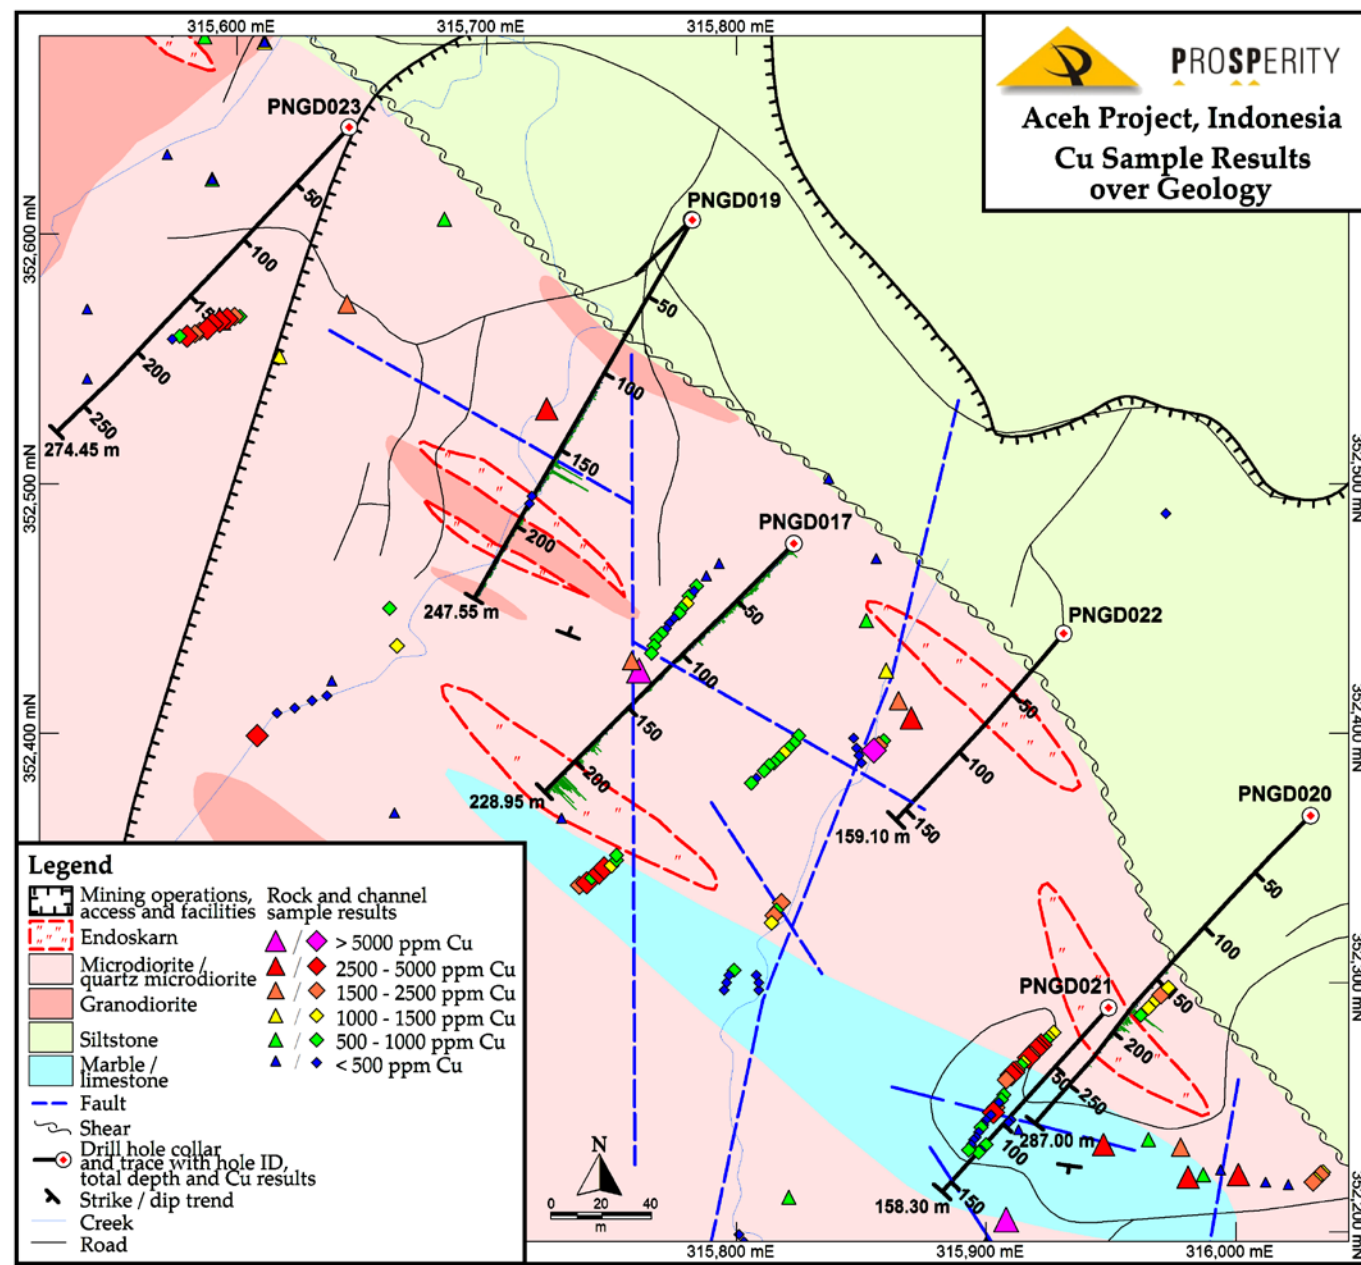 315,600 mE
315,700 mE
315,800 mE
PROSPERITY
Aceh Project, Indonesia
Cu Sample Results
over Geology
PNGD023
50
100
150
200
250
274.45 m
PNGD019
50
100
150
200
247.55 m
PNGD017
50
100
150
200
228.95 m
PNGD022
50
100
150
159.10 m
PNGD020
50
100
150
200
250
287.00 m
PNGD021
50
100
150
158.30 m
352,600 mN
352,500 mN
352,400 mN
352,500 mN
352,400 mN
352,300 mN
352,200 mN
Legend
Mining operations,
access and facilities
Endoskarn
Microdiorite /
quartz microdiorite
Granodiorite
Siltstone
Marble /
limestone
Fault
Shear
Drill hole collar
and trace with hole ID,
total depth and Cu results
Strike / dip trend
Creek
Road
Rock and channel
sample results
/ > 5000 ppm Cu
/ 2500 - 5000 ppm Cu
/ 1500 - 2500 ppm Cu
/ 1000 - 1500 ppm Cu
/ 500 - 1000 ppm Cu
/ < 500 ppm Cu
N
0 20 40
m
315,800 mE
315,900 mE
316,000 mE